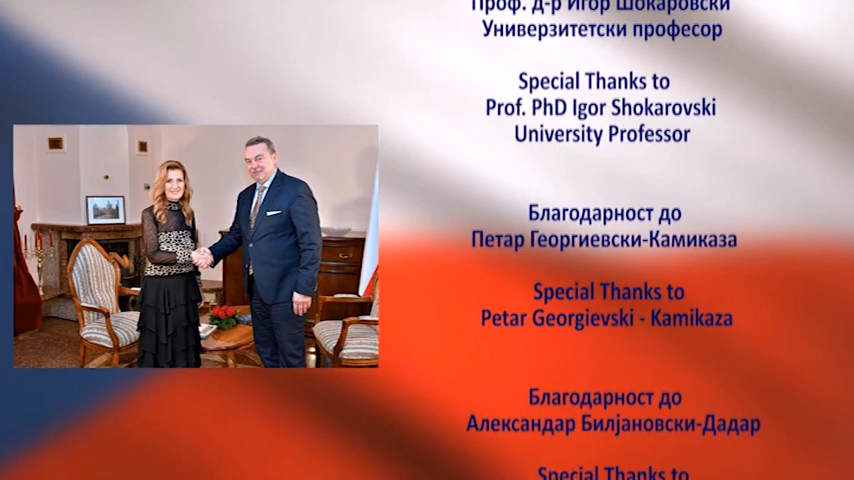 Проф. д-р Игор Шокаровски
Универзитетски професор
Special Thanks to
Prof. PhD Igor Shokarovski
University Professor
Благодарност до
Петар Георгиевски-Камиказа
Special Thanks to
Petar Georgievski - Kamikaza
Благодарност до
Александар Билјановски-Дадар
Special Thanks to